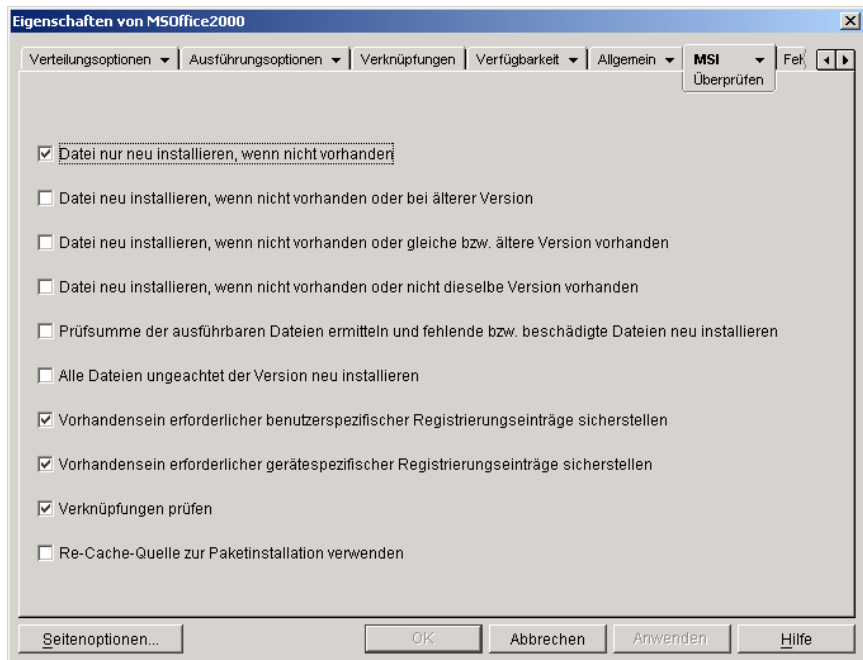 Eigenschaften von MSOffice2000
Verteilungsoptionen
Ausführungsoptionen
Verknüpfungen
Verfügbarkeit
Allgemein
MSI
Feh
Überprüfen
Datei nur neu installieren, wenn nicht vorhanden
Datei neu installieren, wenn nicht vorhanden oder bei älterer Version
Datei neu installieren, wenn nicht vorhanden oder gleiche bzw. ältere Version vorhanden
Datei neu installieren, wenn nicht vorhanden oder nicht dieselbe Version vorhanden
Prüfsumme der ausführbaren Dateien ermitteln und fehlende bzw. beschädigte Dateien neu installieren
Alle Dateien ungeachtet der Version neu installieren
Vorhandensein erforderlicher benutzerspezifischer Registrierungseinträge sicherstellen
Vorhandensein erforderlicher gerätespezifischer Registrierungseinträge sicherstellen
Verknüpfungen prüfen
Re-Cache-Quelle zur Paketinstallation verwenden
Seitenoptionen...
OK
Abbrechen
Anwenden
Hilfe